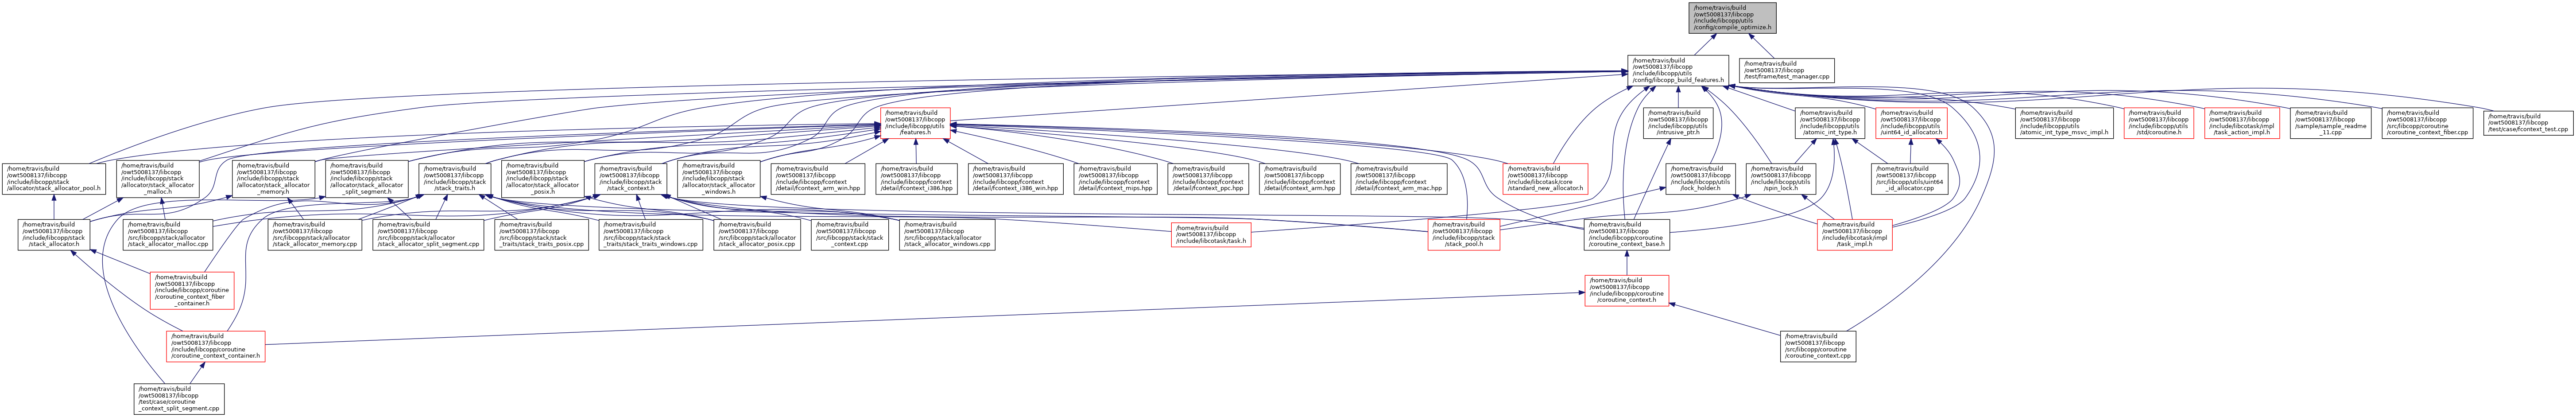 /home/travis/build
/owt5008137/libcopp
/include/libcopp/utils
/config/compile_optimize.h
/home/travis/build
/owt5008137/libcopp
/include/libcopp/utils
/config/libcopp_build_features.h
/home/travis/build
/owt5008137/libcopp
/test/frame/test_manager.cpp
/home/travis/build
/owt5008137/libcopp
/include/libcopp/utils
/features.h
/home/travis/build
/owt5008137/libcopp
/include/libcopp/utils
/intrusive_ptr.h
/home/travis/build
/owt5008137/libcopp
/include/libcopp/utils
/atomic_int_type.h
/home/travis/build
/owt5008137/libcopp
/include/libcopp/utils
/uint64_id_allocator.h
/home/travis/build
/owt5008137/libcopp
/include/libcopp/utils
/atomic_int_type_msvc_impl.h
/home/travis/build
/owt5008137/libcopp
/include/libcopp/utils
/std/coroutine.h
/home/travis/build
/owt5008137/libcopp
/include/libcotask/impl
/task_action_impl.h
/home/travis/build
/owt5008137/libcopp
/sample/sample_readme
_11.cpp
/home/travis/build
/owt5008137/libcopp
/src/libcopp/coroutine
/coroutine_context_fiber.cpp
/home/travis/build
/owt5008137/libcopp
/test/case/fcontext_test.cpp
/home/travis/build
/owt5008137/libcopp
/include/libcopp/stack
/allocator/stack_allocator_pool.h
/home/travis/build
/owt5008137/libcopp
/include/libcopp/stack
/allocator/stack_allocator
_malloc.h
/home/travis/build
/owt5008137/libcopp
/include/libcopp/stack
/allocator/stack_allocator
_memory.h
/home/travis/build
/owt5008137/libcopp
/include/libcopp/stack
/allocator/stack_allocator
_split_segment.h
/home/travis/build
/owt5008137/libcopp
/include/libcopp/stack
/stack_traits.h
/home/travis/build
/owt5008137/libcopp
/include/libcopp/stack
/allocator/stack_allocator
_posix.h
/home/travis/build
/owt5008137/libcopp
/include/libcopp/stack
/stack_context.h
/home/travis/build
/owt5008137/libcopp
/include/libcopp/stack
/allocator/stack_allocator
_windows.h
/home/travis/build
/owt5008137/libcopp
/include/libcopp/fcontext
/detail/fcontext_arm_win.hpp
/home/travis/build
/owt5008137/libcopp
/include/libcopp/fcontext
/detail/fcontext_i386.hpp
/home/travis/build
/owt5008137/libcopp
/include/libcopp/fcontext
/detail/fcontext_i386_win.hpp
/home/travis/build
/owt5008137/libcopp
/include/libcopp/fcontext
/detail/fcontext_mips.hpp
/home/travis/build
/owt5008137/libcopp
/include/libcopp/fcontext
/detail/fcontext_ppc.hpp
/home/travis/build
/owt5008137/libcopp
/include/libcopp/fcontext
/detail/fcontext_arm.hpp
/home/travis/build
/owt5008137/libcopp
/include/libcopp/fcontext
/detail/fcontext_arm_mac.hpp
/home/travis/build
/owt5008137/libcopp
/include/libcotask/core
/standard_new_allocator.h
/home/travis/build
/owt5008137/libcopp
/include/libcopp/utils
/lock_holder.h
/home/travis/build
/owt5008137/libcopp
/include/libcopp/utils
/spin_lock.h
/home/travis/build
/owt5008137/libcopp
/src/libcopp/utils/uint64
_id_allocator.cpp
/home/travis/build
/owt5008137/libcopp
/include/libcopp/stack
/stack_allocator.h
/home/travis/build
/owt5008137/libcopp
/src/libcopp/stack/allocator
/stack_allocator_malloc.cpp
/home/travis/build
/owt5008137/libcopp
/src/libcopp/stack/allocator
/stack_allocator_memory.cpp
/home/travis/build
/owt5008137/libcopp
/src/libcopp/stack/allocator
/stack_allocator_split_segment.cpp
/home/travis/build
/owt5008137/libcopp
/src/libcopp/stack/stack
_traits/stack_traits_posix.cpp
/home/travis/build
/owt5008137/libcopp
/src/libcopp/stack/stack
_traits/stack_traits_windows.cpp
/home/travis/build
/owt5008137/libcopp
/src/libcopp/stack/allocator
/stack_allocator_posix.cpp
/home/travis/build
/owt5008137/libcopp
/src/libcopp/stack/stack
_context.cpp
/home/travis/build
/owt5008137/libcopp
/src/libcopp/stack/allocator
/stack_allocator_windows.cpp
/home/travis/build
/owt5008137/libcopp
/include/libcotask/task.h
/home/travis/build
/owt5008137/libcopp
/include/libcopp/stack
/stack_pool.h
/home/travis/build
/owt5008137/libcopp
/include/libcopp/coroutine
/coroutine_context_base.h
/home/travis/build
/owt5008137/libcopp
/include/libcotask/impl
/task_impl.h
/home/travis/build
/owt5008137/libcopp
/include/libcopp/coroutine
/coroutine_context_fiber
_container.h
/home/travis/build
/owt5008137/libcopp
/include/libcopp/coroutine
/coroutine_context.h
/home/travis/build
/owt5008137/libcopp
/include/libcopp/coroutine
/coroutine_context_container.h
/home/travis/build
/owt5008137/libcopp
/src/libcopp/coroutine
/coroutine_context.cpp
/home/travis/build
/owt5008137/libcopp
/test/case/coroutine
_context_split_segment.cpp